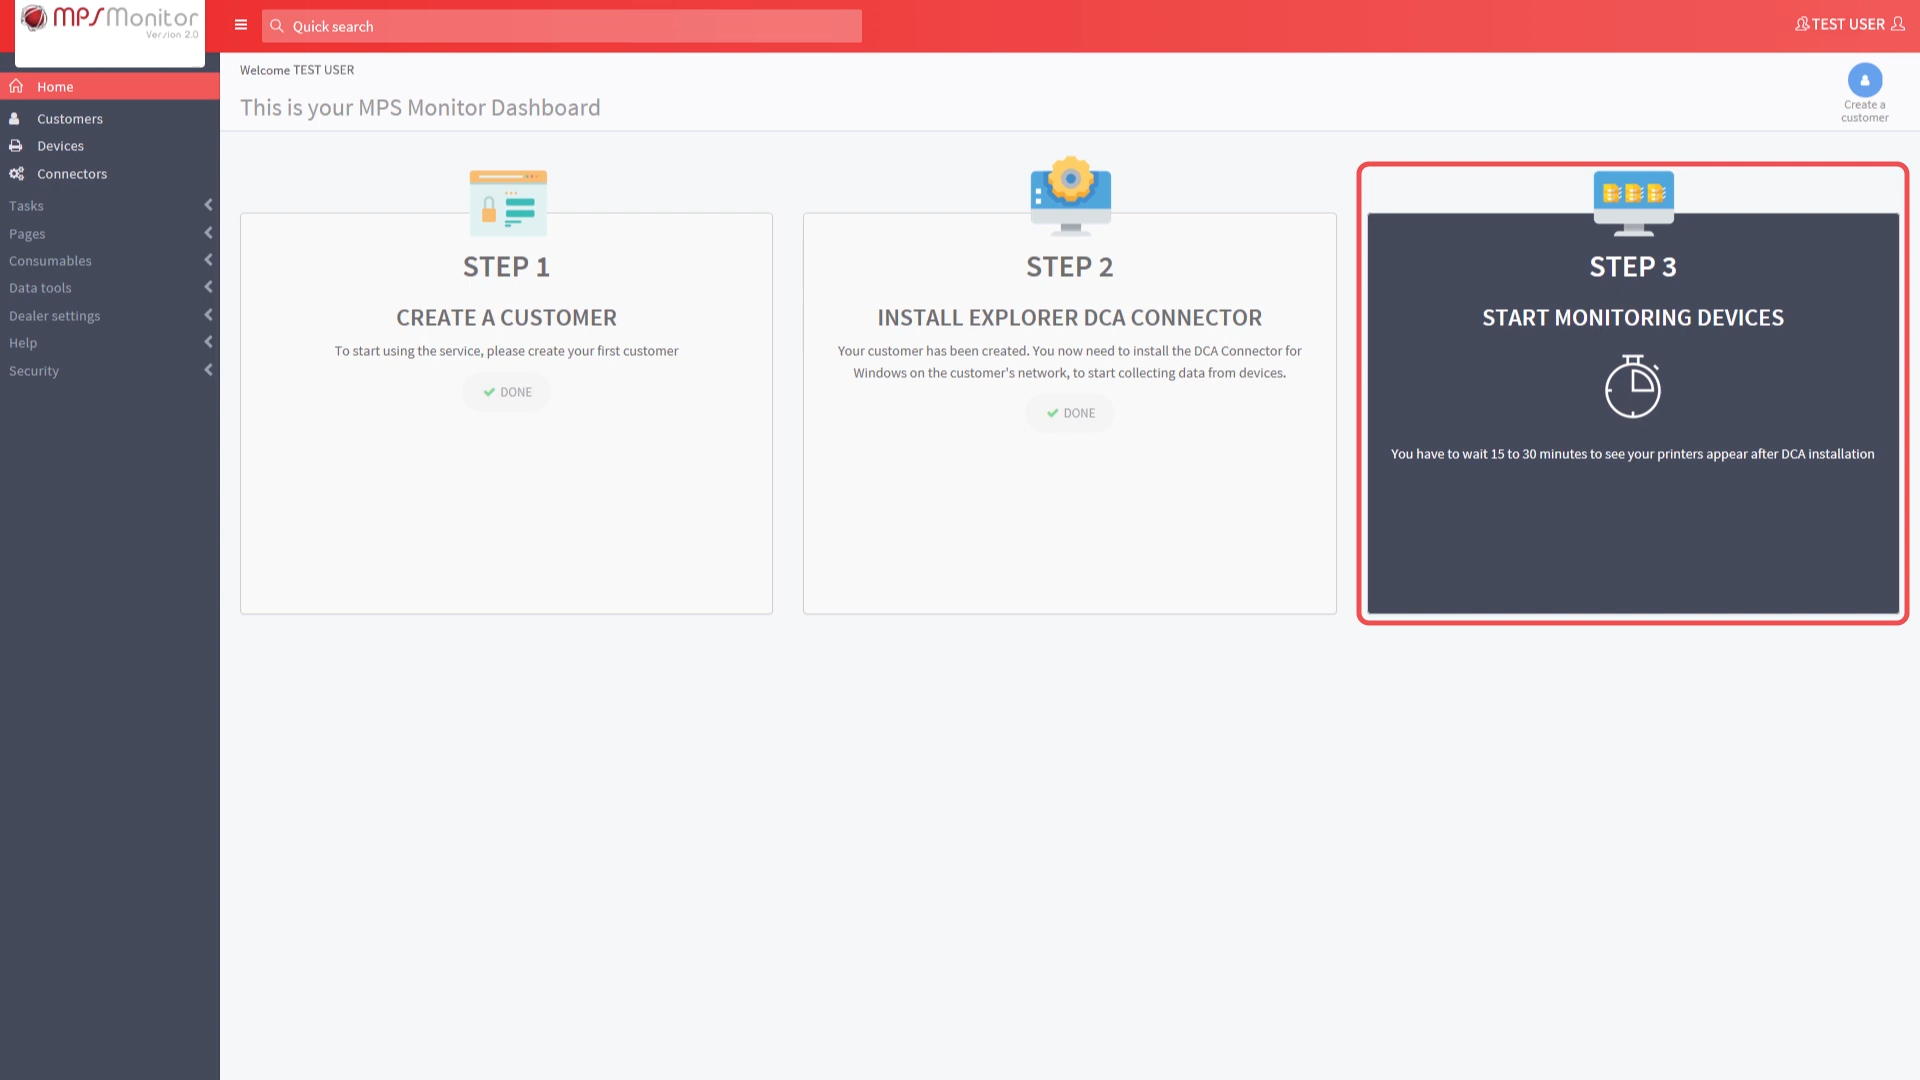 MPSMonitor
Version 2.0
Quick search
TEST USER
Home
Customers
Devices
Connectors
Tasks
Pages
Consumables
Data tools
Dealer settings
Help
Security
Welcome TEST USER
This is your MPS Monitor Dashboard
Create a
customer
STEP 1
CREATE A CUSTOMER
To start using the service, please create your first customer
DONE
STEP 2
INSTALL EXPLORER DCA CONNECTOR
Your customer has been created. You now need to install the DCA Connector for
Windows on the customer's network, to start collecting data from devices.
DONE
STEP 3
START MONITORING DEVICES
You have to wait 15 to 30 minutes to see your printers appear after DCA installation